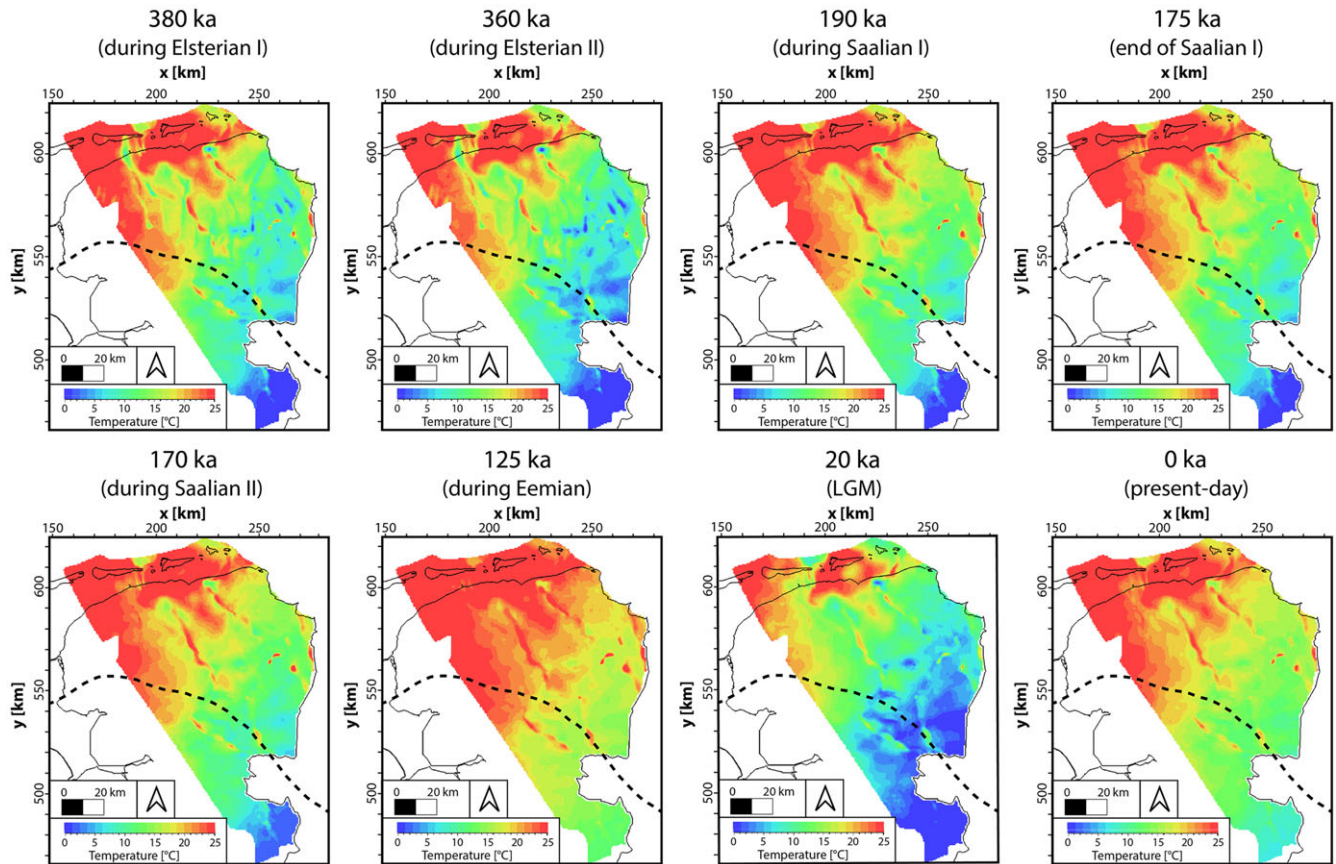 380 ka
(during Elsterian I)
x [km]
150 200 250
y [km]
600
550
500
0 20 km
0 5 10 15 20 25
Temperature [°C]
360 ka
(during Elsterian II)
x [km]
150 200 250
600
550
500
0 20 km
0 5 10 15 20 25
Temperature [°C]
190 ka
(during Saalian I)
x [km]
150 200 250
600
550
500
0 20 km
0 5 10 15 20 25
Temperature [°C]
175 ka
(end of Saalian I)
x [km]
150 200 250
600
550
500
0 20 km
0 5 10 15 20 25
Temperature [°C]
170 ka
(during Saalian II)
x [km]
150 200 250
y [km]
600
550
500
0 20 km
0 5 10 15 20 25
Temperature [°C]
125 ka
(during Eemian)
x [km]
150 200 250
600
550
500
0 20 km
0 5 10 15 20 25
Temperature [°C]
20 ka
(LGM)
x [km]
150 200 250
600
550
500
0 20 km
0 5 10 15 20 25
Temperature [°C]
0 ka
(present-day)
x [km]
150 200 250
600
550
500
0 20 km
0 5 10 15 20 25
Temperature [°C]